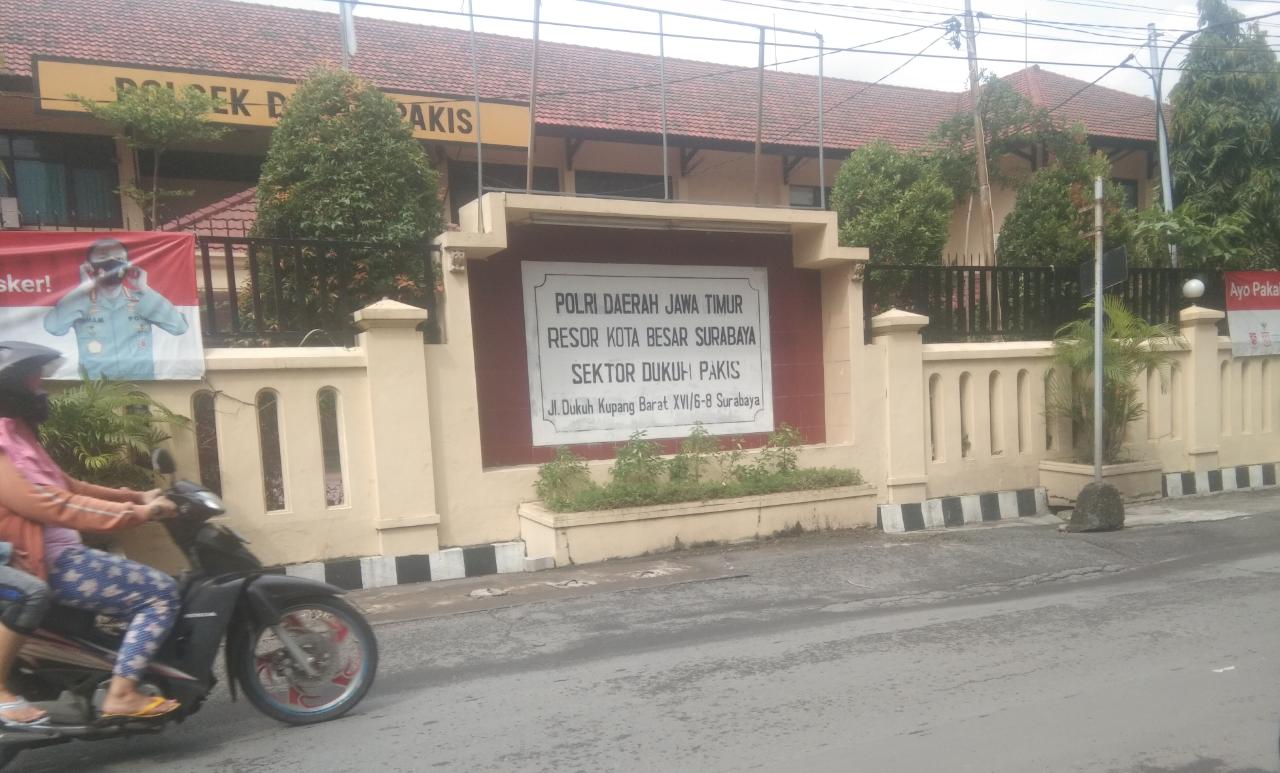 POLSEK D PAKIS
sker!
POLRI DAERAH JAWA TIMUR
RESOR KOTA BESAR SURABAYA
SEKTOR DUKUH PAKIS
Jl. Dukuh Kupang Barat XVI/6-8 Surabaya
Ayo Paka